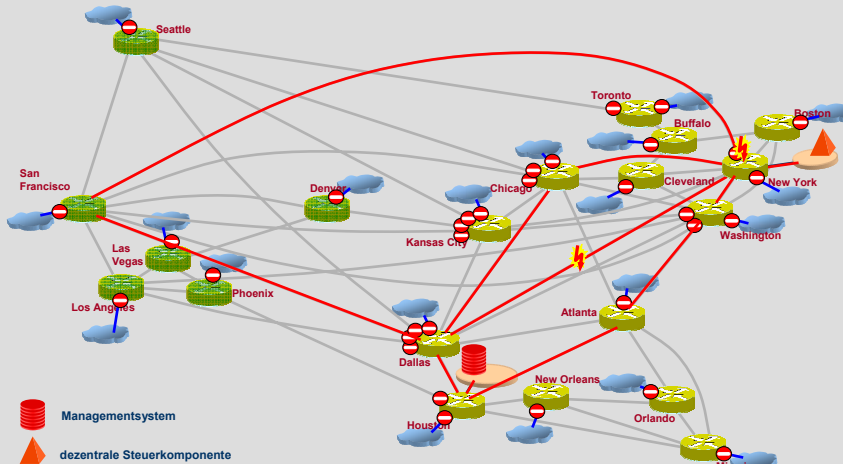 Seattle
Toronto
Boston
Buffalo
San
Francisco
Denver
Chicago
Cleveland
New York
Kansas City
Washington
Las
Vegas
Los Angeles
Phoenix
Atlanta
Dallas
New Orleans
Houston
Orlando
Managementsystem
dezentrale Steuerkomponente